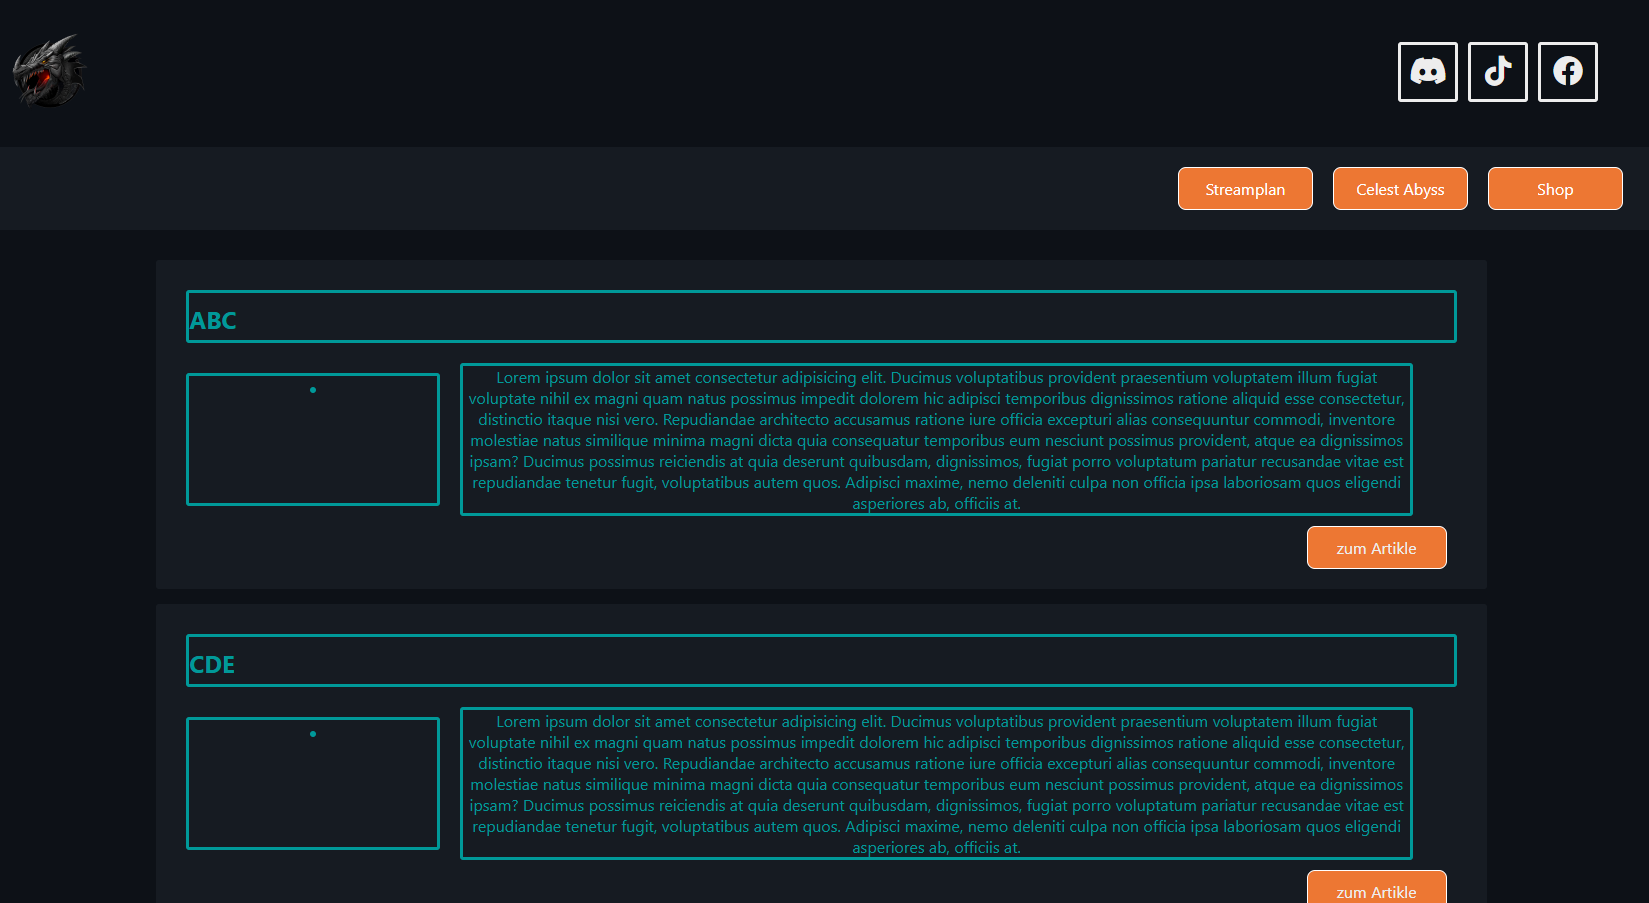 Streamplan
Celest Abyss
Shop
ABC
Lorem ipsum dolor sit amet consectetur adipisicing elit. Ducimus voluptatibus provident praesentium voluptatem illum fugiat
voluptate nihil ex magni quam natus possimus impedit dolorem hic adipisci temporibus dignissimos ratione aliquid esse consectetur,
distinctio itaque nisi vero. Repudiandae architecto accusamus ratione iure officia excepturi alias consequuntur commodi, inventore
molestiae natus similique minima magni dicta quia consequatur temporibus eum nesciunt possimus provident, atque ea dignissimos
ipsam? Ducimus possimus reiciendis at quia deserunt quibusdam, dignissimos, fugiat porro voluptatum pariatur recusandae vitae est
repudiandae tenetur fugit, voluptatibus autem quos. Adipisci maxime, nemo deleniti culpa non officia ipsa laboriosam quos eligendi
asperiores ab, officiis at.
zum Artikle
CDE
Lorem ipsum dolor sit amet consectetur adipisicing elit. Ducimus voluptatibus provident praesentium voluptatem illum fugiat
voluptate nihil ex magni quam natus possimus impedit dolorem hic adipisci temporibus dignissimos ratione aliquid esse consectetur,
distinctio itaque nisi vero. Repudiandae architecto accusamus ratione iure officia excepturi alias consequuntur commodi, inventore
molestiae natus similique minima magni dicta quia consequatur temporibus eum nesciunt possimus provident, atque ea dignissimos
ipsam? Ducimus possimus reiciendis at quia deserunt quibusdam, dignissimos, fugiat porro voluptatum pariatur recusandae vitae est
repudiandae tenetur fugit, voluptatibus autem quos. Adipisci maxime, nemo deleniti culpa non officia ipsa laboriosam quos eligendi
asperiores ab, officiis at.
zum Artikle